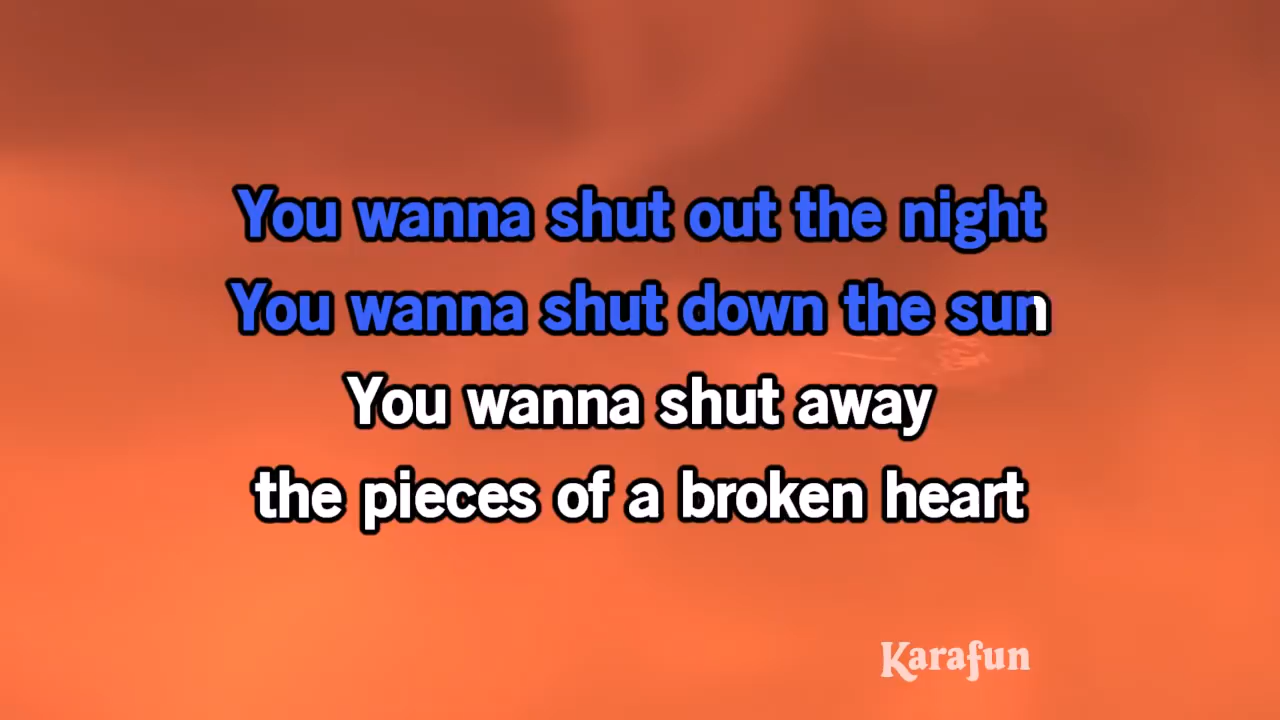 You wanna shut out the night
You wanna shut down the sun
You wanna shut away
the pieces of a broken heart
Karafun